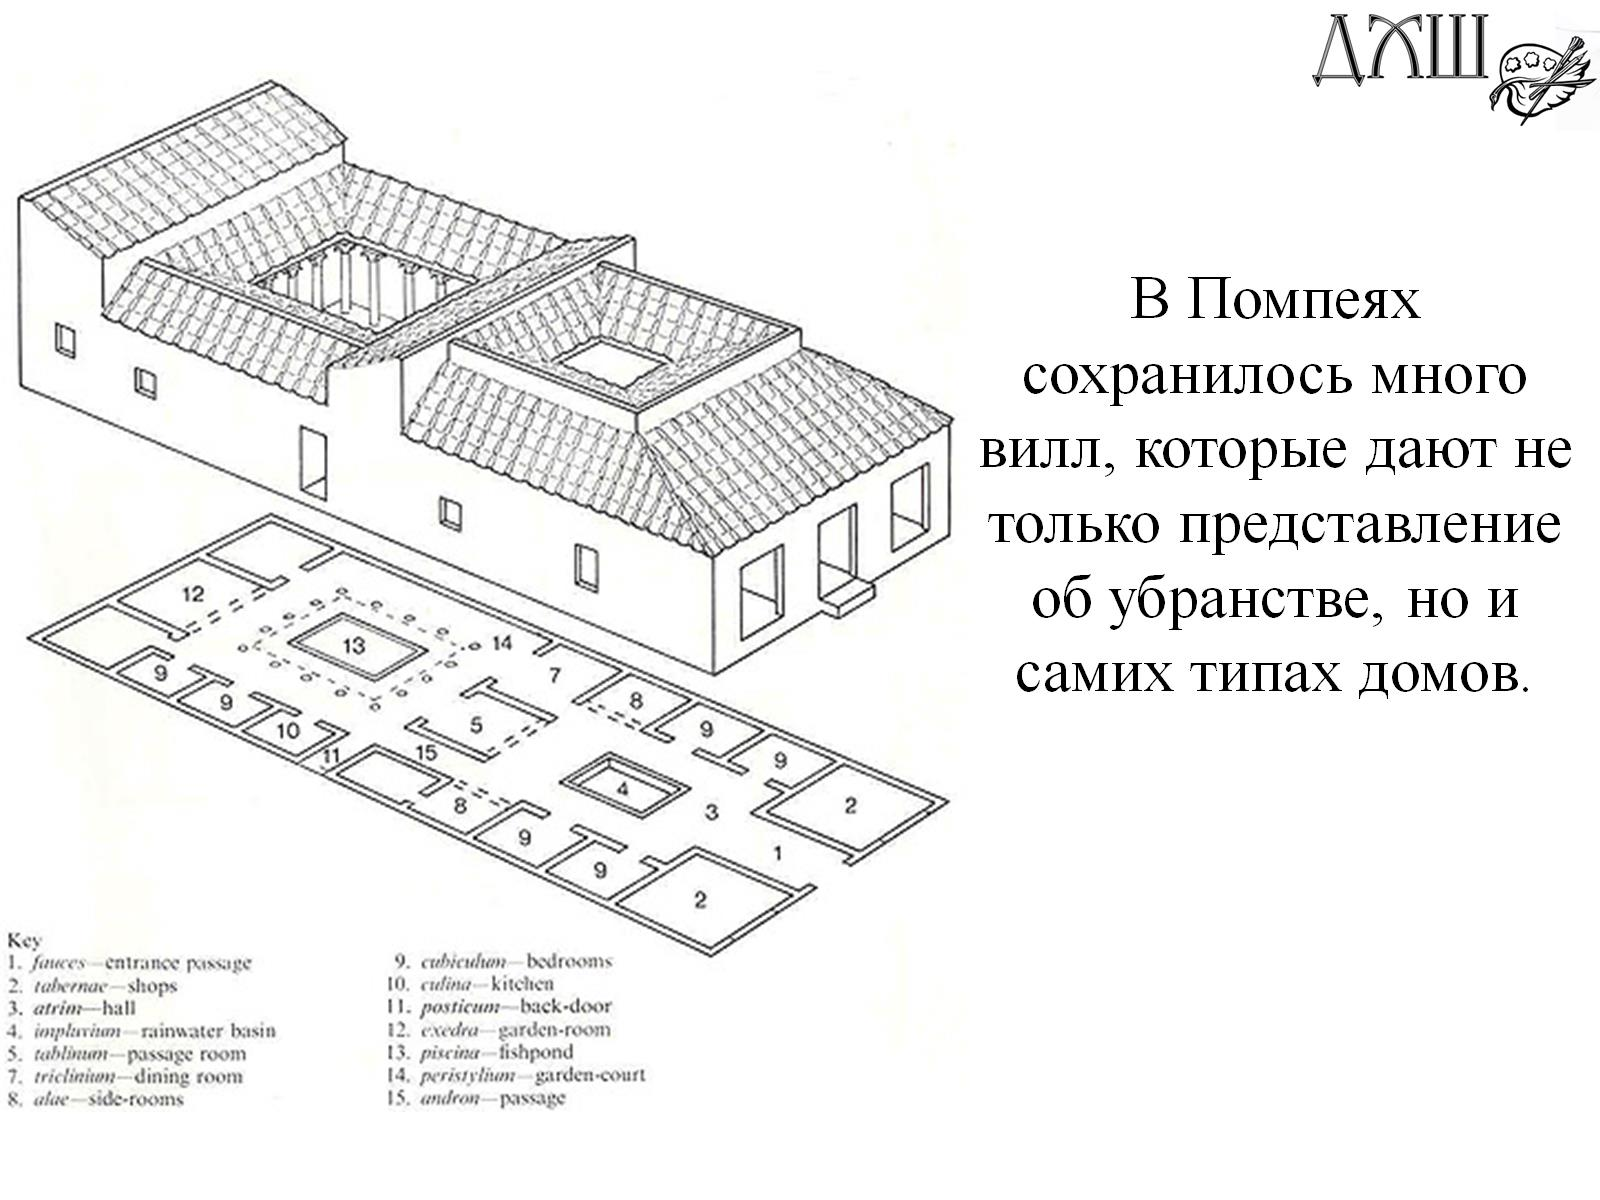 ДХШ
В Помпеях
сохранилось много
вилл, которые дают не
только представление
об убранстве, но и
самих типах домов.
12
13
14
7
9
9
5
8
10
9
15
11
9
4
8
3
2
9
1
9
2
Key
1. fauces—entrance passage
2. tabernae—shops
3. atrim—hall
4. impluvium—rainwater basin
5. tablinum—passage room
7. triclinium—dining room
8. alae—side-rooms
9. cubiculum—bedrooms
10. culina—kitchen
11. posticum—back-door
12. exedra—garden-room
13. piscina—fishpond
14. peristylium—garden-court
15. andron—passage